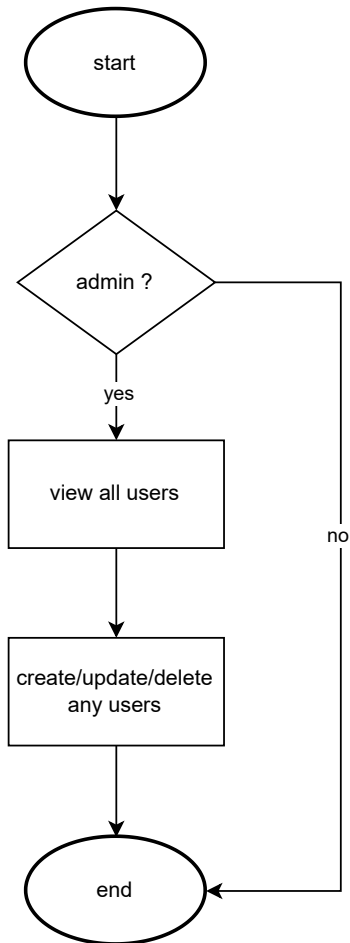 start
admin ?
yes
view all users
no
create/update/delete
any users
end